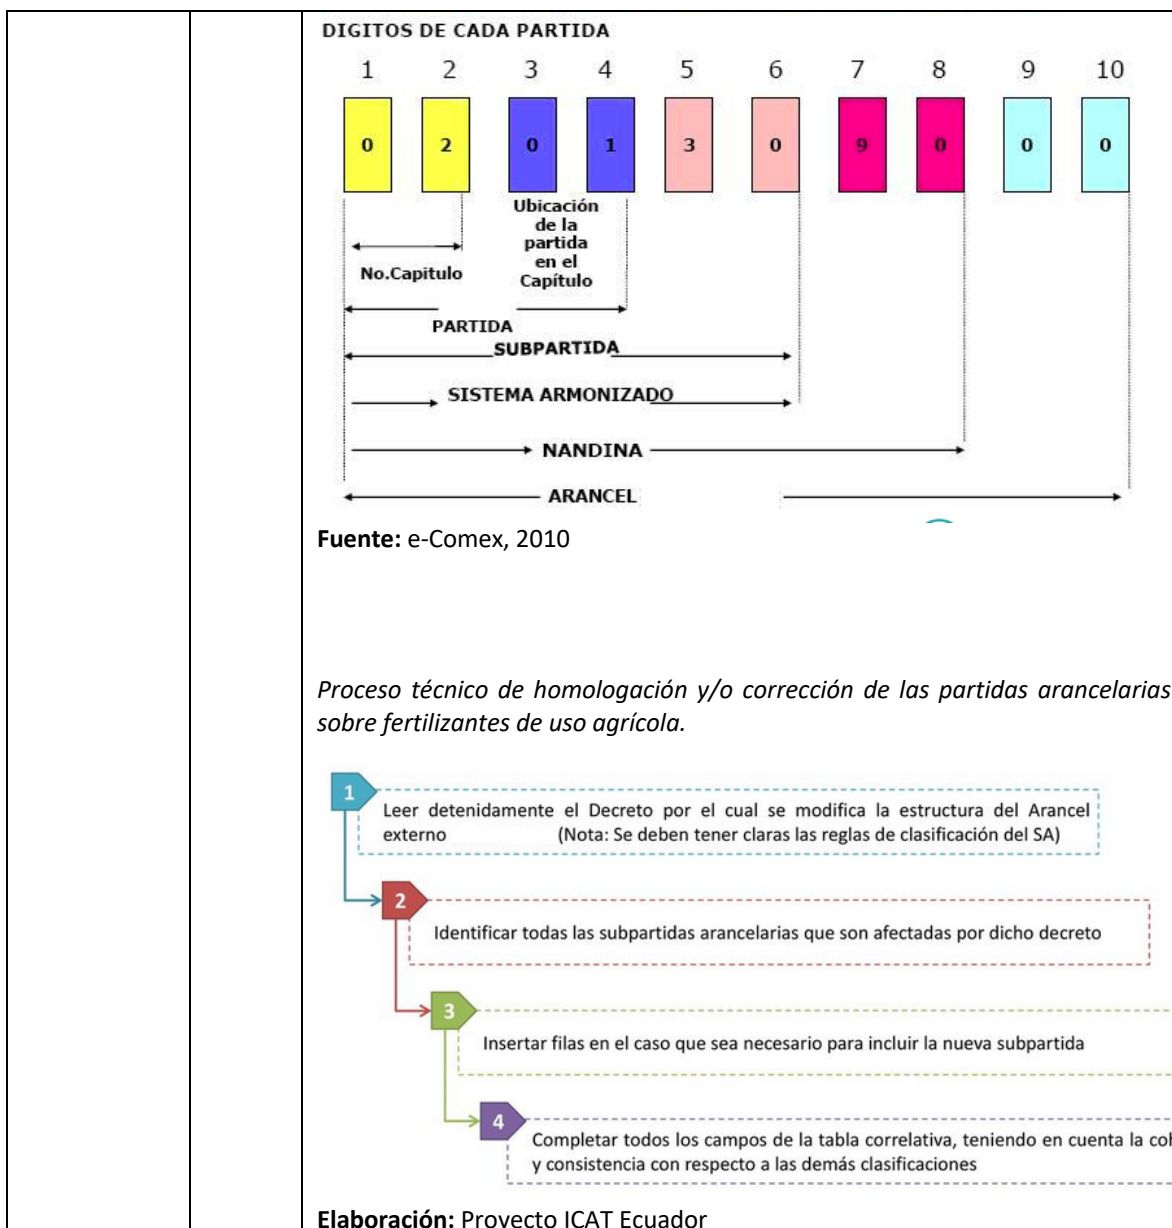 DIGITOS DE CADA PARTIDA
1 2 3 4 5 6 7 8 9 10
0 2 0 1 3 0 9 0 0 0
Ubicación
de la
partida
en el
Capítulo
No.Capitulo
PARTIDA
SUBPARTIDA
SISTEMA ARMONIZADO
NANDINA
ARANCEL
Fuente: e-Comex, 2010
Proceso técnico de homologación y/o corrección de las partidas arancelarias
sobre fertilizantes de uso agrícola.
1
Leer detenidamente el Decreto por el cual se modifica la estructura del Arancel
externo (Nota: Se deben tener claras las reglas de clasificación del SA)
2
Identificar todas las subpartidas arancelarias que son afectadas por dicho decreto
3
Insertar filas en el caso que sea necesario para incluir la nueva subpartida
4
Completar todos los campos de la tabla correlativa, teniendo en cuenta la
y consistencia con respecto a las demás clasificaciones
Elaboración: Proyecto ICAT Ecuador